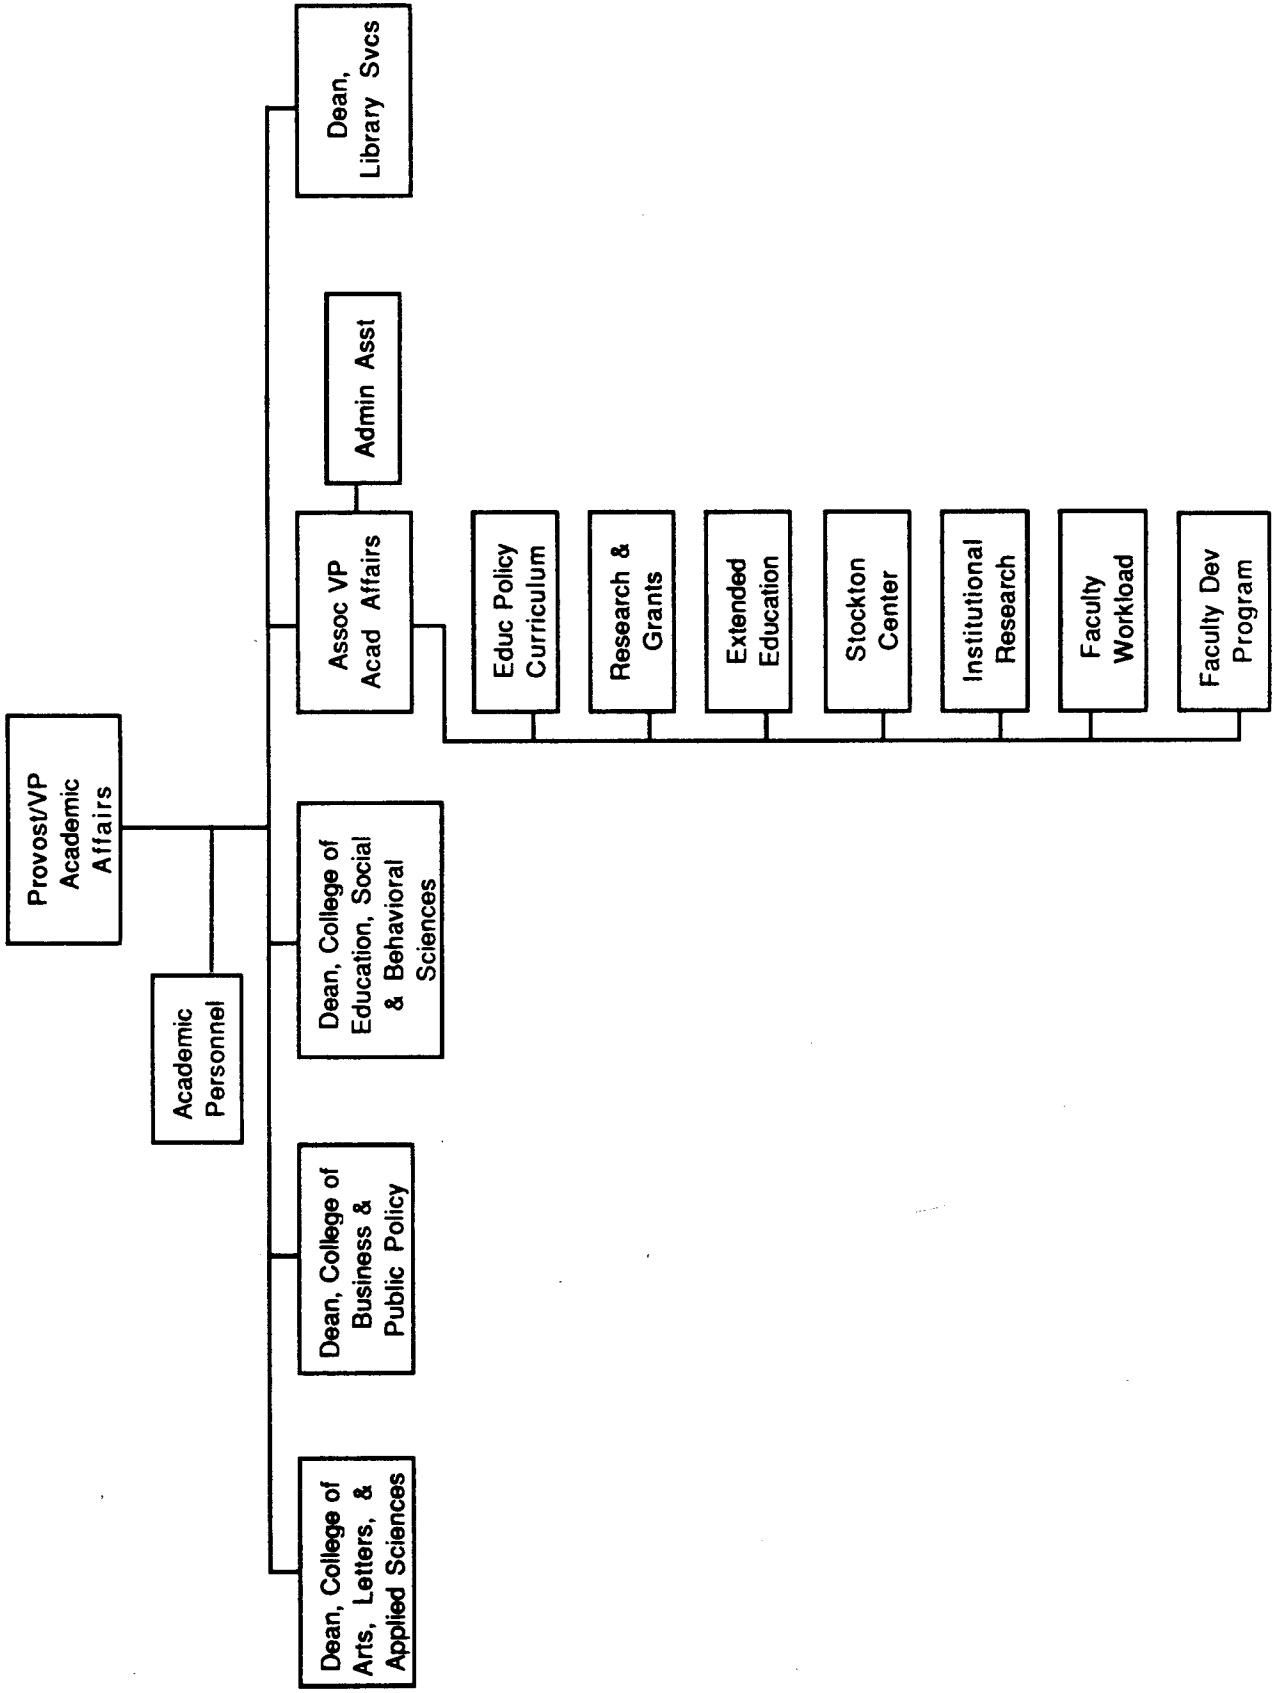 Provost/VP
Academic
Affairs
Academic
Personnel
Dean, College of
Arts, Letters, &
Applied Sciences
Dean, College of
Business &
Public Policy
Dean, College of
Education, Social
& Behavioral
Sciences
Assoc VP
Acad Affairs
Admin Asst
Dean,
Library Svcs
Educ Policy
Curriculum
Research &
Grants
Extended
Education
Stockton
Center
Institutional
Research
Faculty
Workload
Faculty Dev
Program